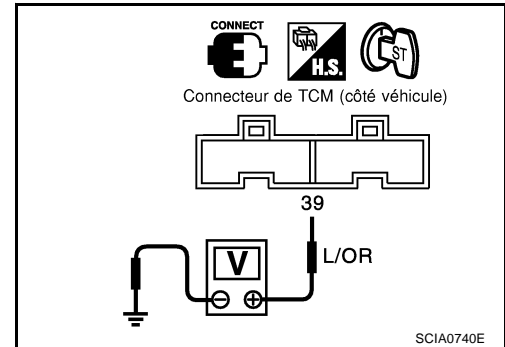 CONNECT
H.S.
ST
Connecteur de TCM (côté véhicule)
39
L/OR
V
SCIA0740E